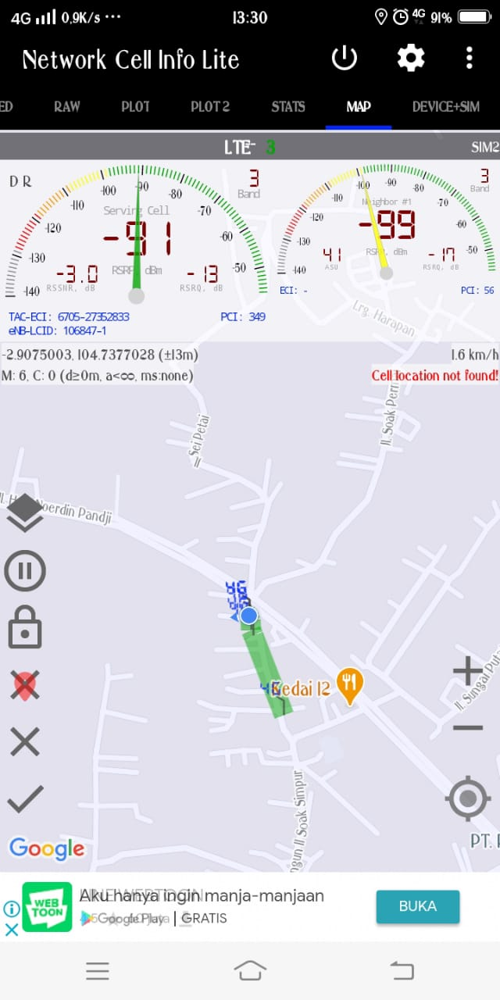 4G 0,9K/s ··· 13:30 4G 91%
Network Cell Info Lite
ED RAW PLOT PLOT 2 STATS MAP DEVICE+SIM
LTE- 3 SIM2
D R
-140 -130 -120 -110 -100 -90 -80 -70 -60 -50
Serving Cell
-91
RSRP, dBm
3
Band
-3.0
RSSNR, dB
-13
RSRQ, dB
-140 -130 -120 -110 -100 -90 -80 -70 -60 -50
Neighbor #1
-99
RSRP, dBm
3
Band
41
ASU
-17
RSRQ, dB
ECI: - PCI: 56
TAC-ECI: 6705-27352833 PCI: 349
eNB-LCID: 106847-1
Lrg. Harapan
-2.9075003, 104.7377028 (±13m) 1.6 km/h
M: 6, C: 0 (d≥0m, a<∞, ms:none) Cell location not found!
Jl. Soak Perm
Jl. Sei Petai
Noerdin Pandji
4G
4G
Kedai 12
Jl. Sungai Puta
ngun Jl Soak Simpur
PT.
Google
WEB
TOON
Aku hanya ingin manja-manjaan
Google Play | GRATIS
BUKA